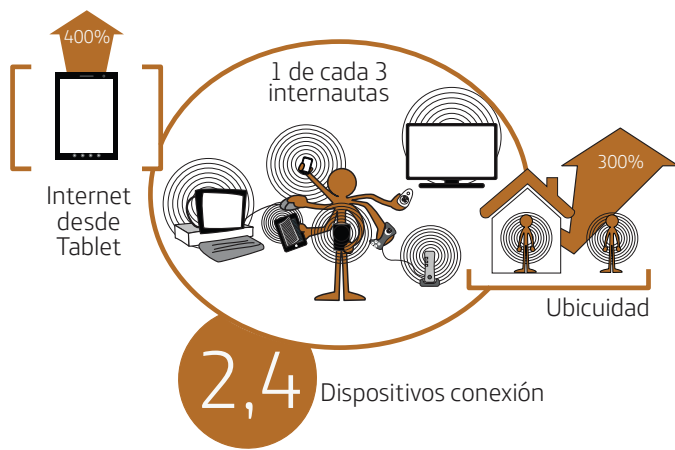 400%
Internet
desde
Tablet
1 de cada 3
internautas
300%
Ubicuidad
2,4
Dispositivos conexión